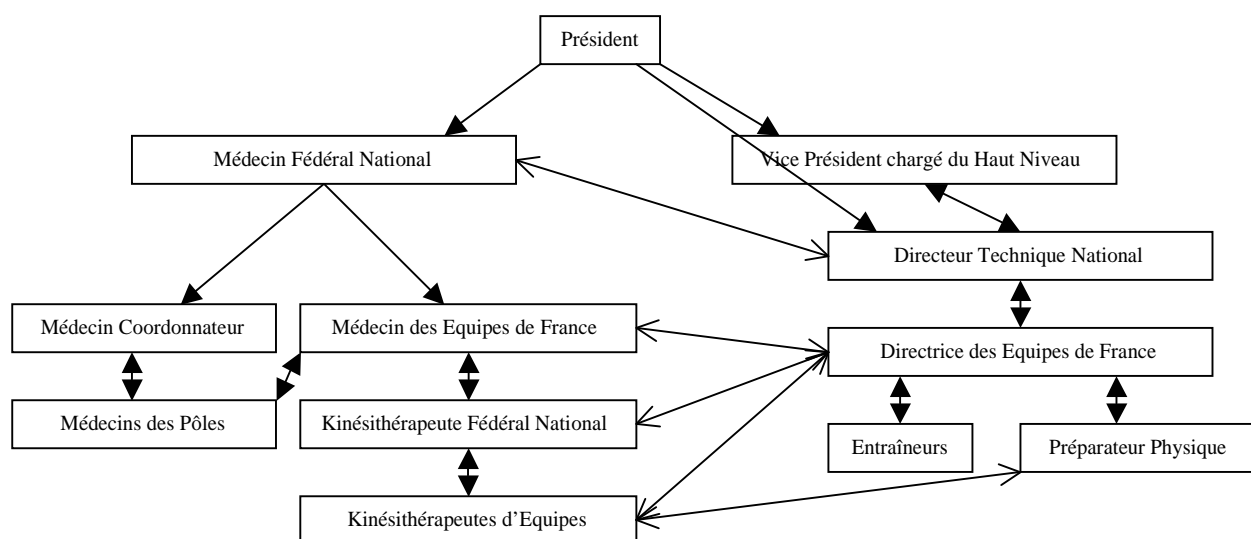 Président
Médecin Fédéral National
Vice Président chargé du Haut Niveau
Directeur Technique National
Médecin Coordonnateur
Médecin des Equipes de France
Directrice des Equipes de France
Médecins des Pôles
Kinésithérapeute Fédéral National
Entraîneurs
Préparateur Physique
Kinésithérapeutes d’Equipes